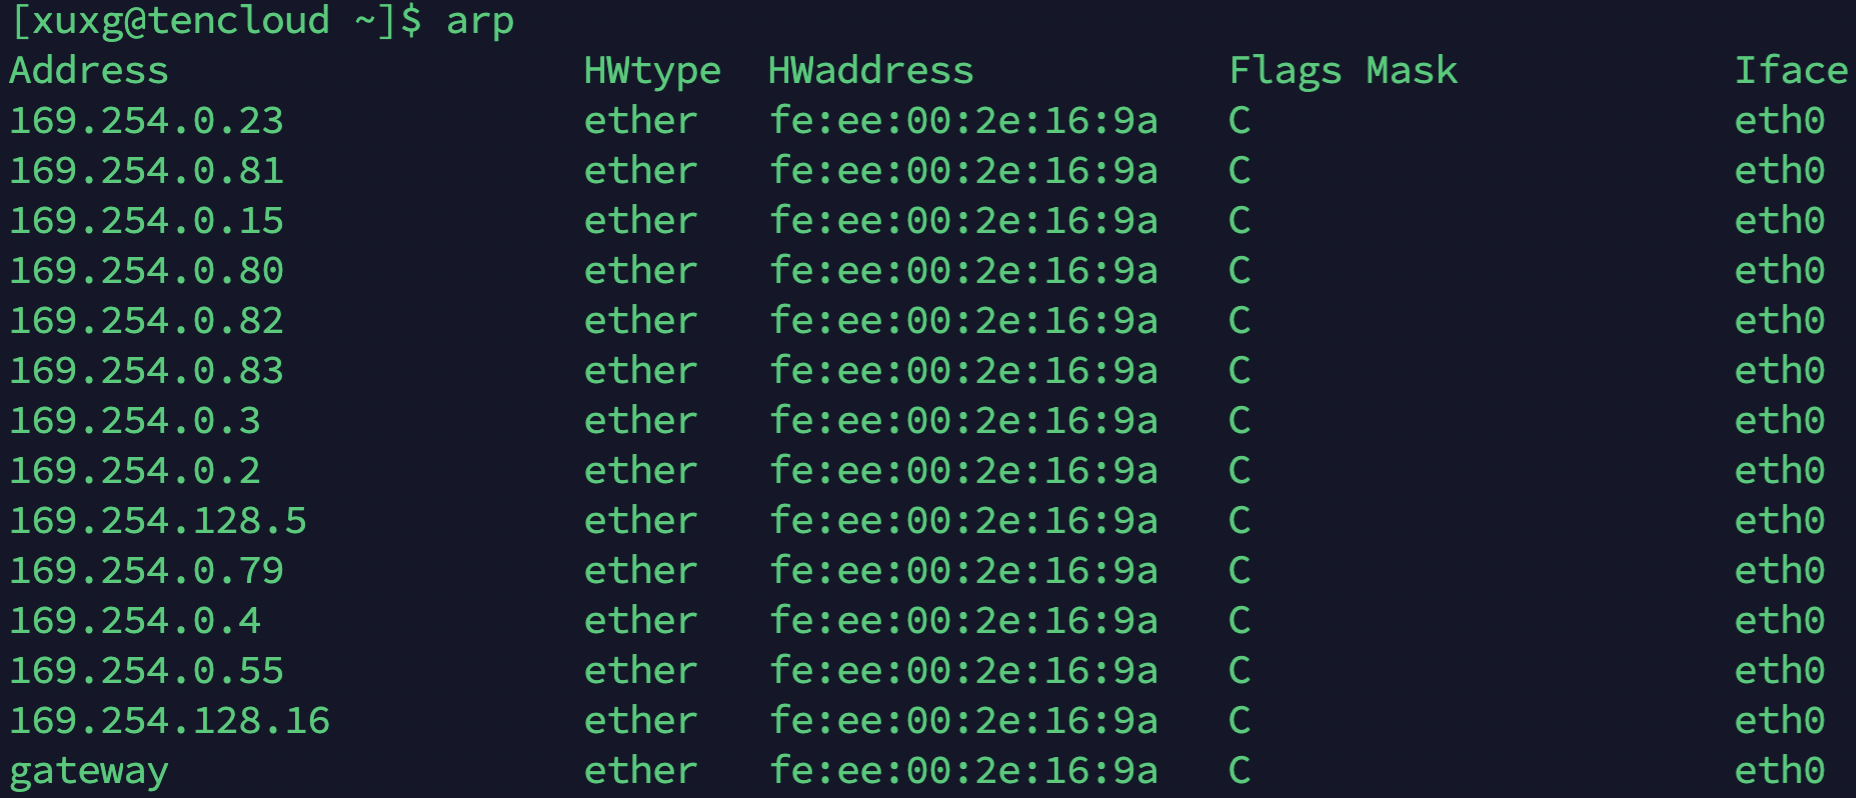 [xuxg@tencloud ~]$ arp
Address                  HWtype  HWaddress           Flags Mask            Iface
169.254.0.23             ether   fe:ee:00:2e:16:9a   C                     eth0
169.254.0.81             ether   fe:ee:00:2e:16:9a   C                     eth0
169.254.0.15             ether   fe:ee:00:2e:16:9a   C                     eth0
169.254.0.80             ether   fe:ee:00:2e:16:9a   C                     eth0
169.254.0.82             ether   fe:ee:00:2e:16:9a   C                     eth0
169.254.0.83             ether   fe:ee:00:2e:16:9a   C                     eth0
169.254.0.3              ether   fe:ee:00:2e:16:9a   C                     eth0
169.254.0.2              ether   fe:ee:00:2e:16:9a   C                     eth0
169.254.128.5            ether   fe:ee:00:2e:16:9a   C                     eth0
169.254.0.79             ether   fe:ee:00:2e:16:9a   C                     eth0
169.254.0.4              ether   fe:ee:00:2e:16:9a   C                     eth0
169.254.0.55             ether   fe:ee:00:2e:16:9a   C                     eth0
169.254.128.16           ether   fe:ee:00:2e:16:9a   C                     eth0
gateway                  ether   fe:ee:00:2e:16:9a   C                     eth0